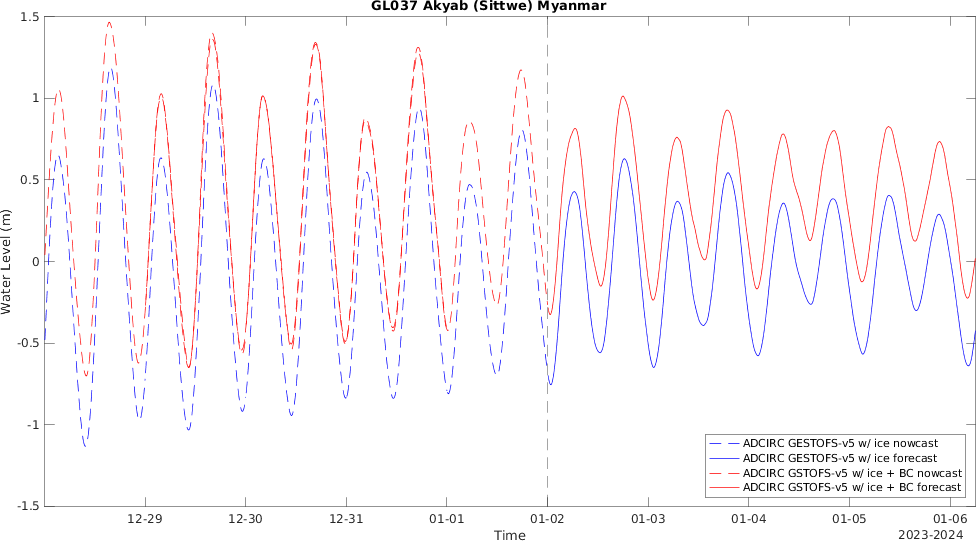 GL037 Akyab (Sittwe) Myanmar
1.5
1
0.5
0
-0.5
-1
-1.5
Water Level (m)
12-29
12-30
12-31
01-01
01-02
01-03
01-04
01-05
01-06
Time
2023-2024
ADCIRC GESTOFS-v5 w/ ice nowcast
ADCIRC GESTOFS-v5 w/ ice forecast
ADCIRC GSTOFS-v5 w/ ice + BC nowcast
ADCIRC GSTOFS-v5 w/ ice + BC forecast